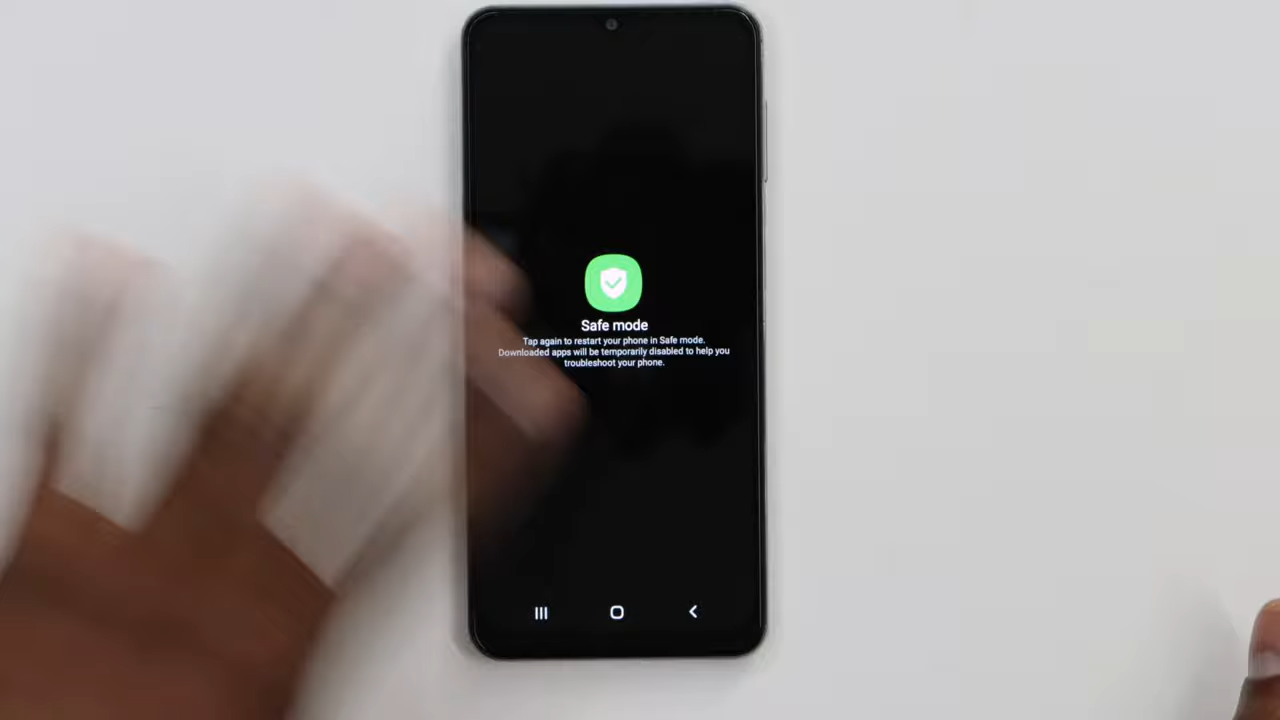 Safe mode
Tap again to restart your phone in Safe mode.
Downloaded apps will be temporarily disabled to help you
troubleshoot your phone.